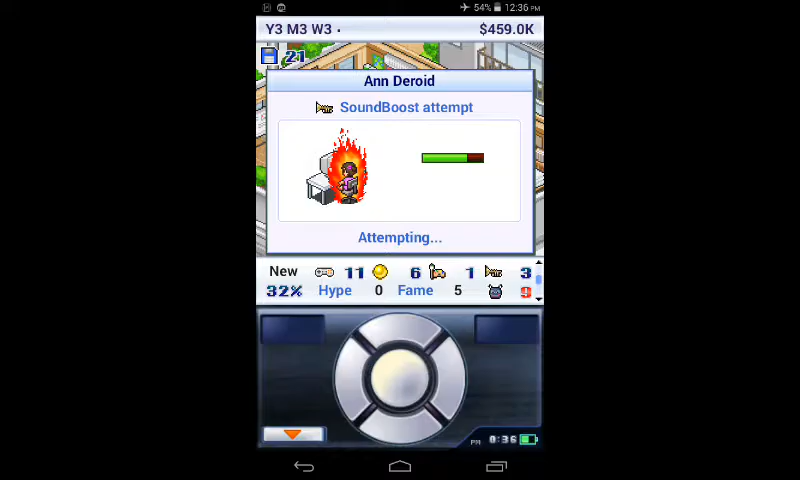 54% 12:36 PM
Y3 M3 W3 $459.0K
21
Ann Deroid
SoundBoost attempt
Attempting...
New 11 6 1 3
32% Hype 0 Fame 5 9
PM 0:36